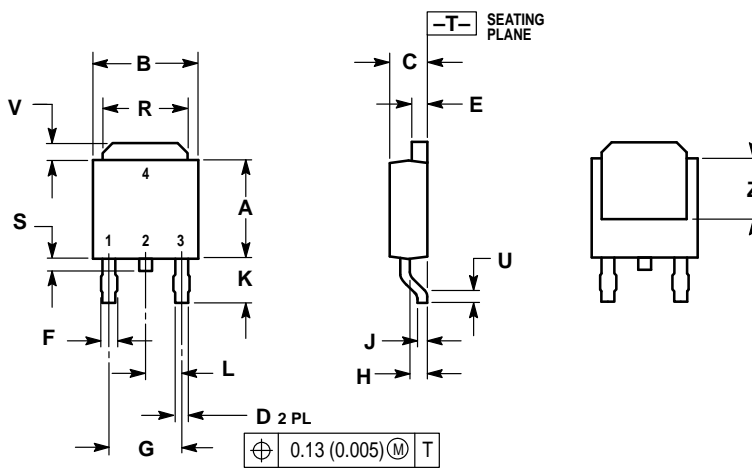 –T– SEATING
PLANE
B
C
V
R
E
4
A
Z
S
1 2 3
U
K
F
J
L
H
D 2 PL
G
⌖ 0.13 (0.005) Ⓜ T